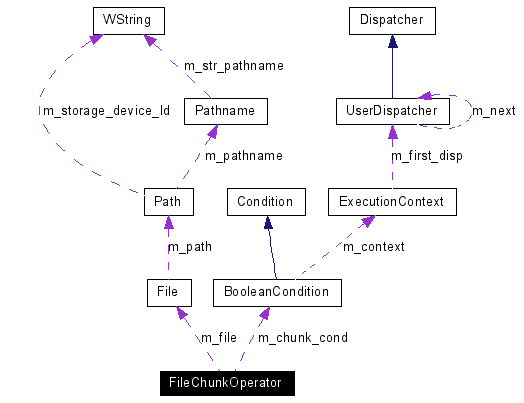 WString
Dispatcher
m_str_pathname
m_storage_device_Id
Pathname
UserDispatcher
m_next
m_pathname
m_first_disp
Path
Condition
ExecutionContext
m_path
m_context
File
BooleanCondition
m_file
m_chunk_cond
FileChunkOperator